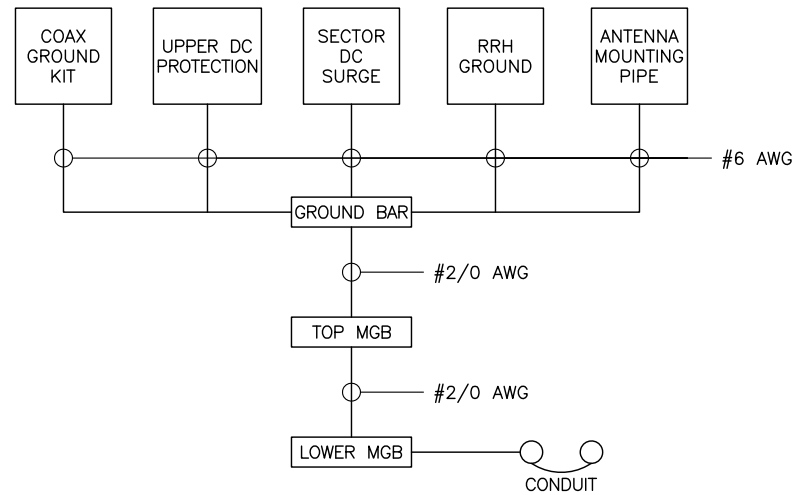 COAX
GROUND
KIT
UPPER DC
PROTECTION
SECTOR
DC
SURGE
RRH
GROUND
ANTENNA
MOUNTING
PIPE
#6 AWG
GROUND BAR
#2/0 AWG
TOP MGB
#2/0 AWG
LOWER MGB
CONDUIT